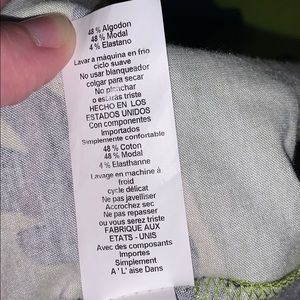 48 % Algodon
48 % Modal
4 % Elastano
Lavar a máquina en frio
ciclo suave
No usar blanqueador
colgar para secar
No planchar
o estarás triste
HECHO EN LOS
ESTADOS UNIDOS
Con componentes
Importados
Simplemente confortable
48 % Coton
48 % Modal
4 % Elasthanne
Lavage en machine á
froid
cycle délicat
Ne pas javelliser
Accrochez sec
Ne pas repasser
ou vous serez triste
FABRIQUE AUX
ETATS - UNIS
Avec des composants
Importes
Simplement
A ' L' aise Dans